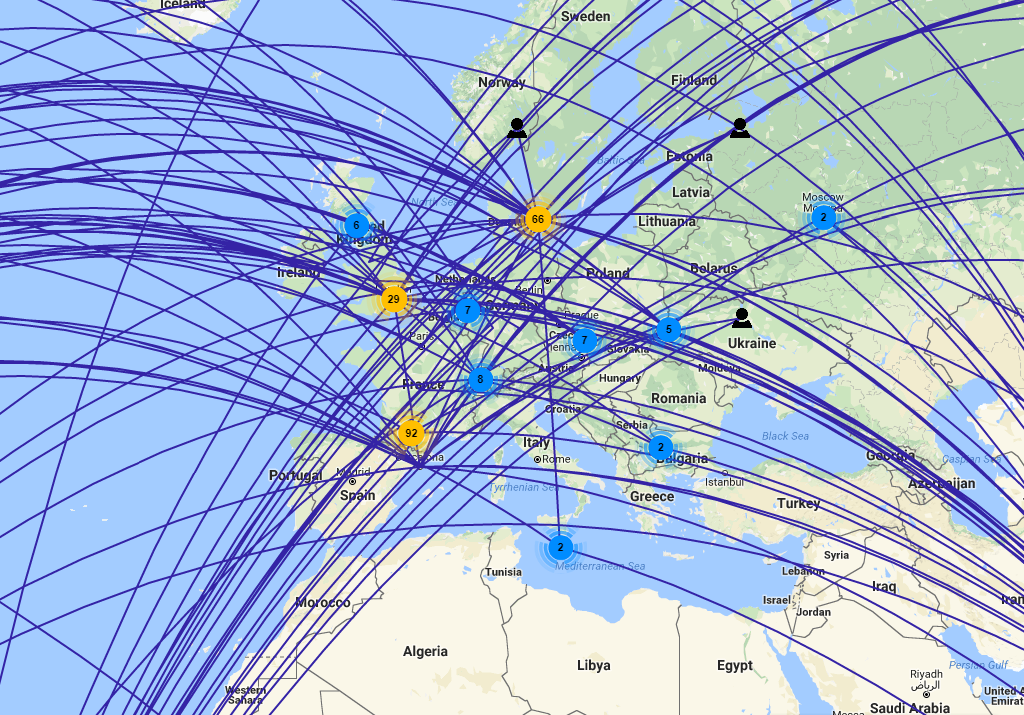 Iceland
Sweden
Norway
Finland
Estonia
Baltic Sea
Latvia
Moscow
2
North Sea
66
Lithuania
6
Kingdom
Ireland
Belarus
Poland
Netherlands
Berlin
29
7
Prague
5
Ukraine
Paris
7
Slovakia
Austria
Moldova
8
Hungary
France
Romania
Croatia
Serbia
92
Black Sea
Italy
2
Bulgaria
Georgia
Rome
Caspian Sea
Portugal
Madrid
Istanbul
Azerbaijan
Spain
Tyrrhenian Sea
Greece
Turkey
2
Syria
Tunisia
Mediterranean Sea
Lebanon
Iraq
Israel
Iran
Morocco
Jordan
Algeria
Libya
Egypt
Persian Gulf
Riyadh
الرياض
Western
Sahara
United
Emirat
Saudi Arabia